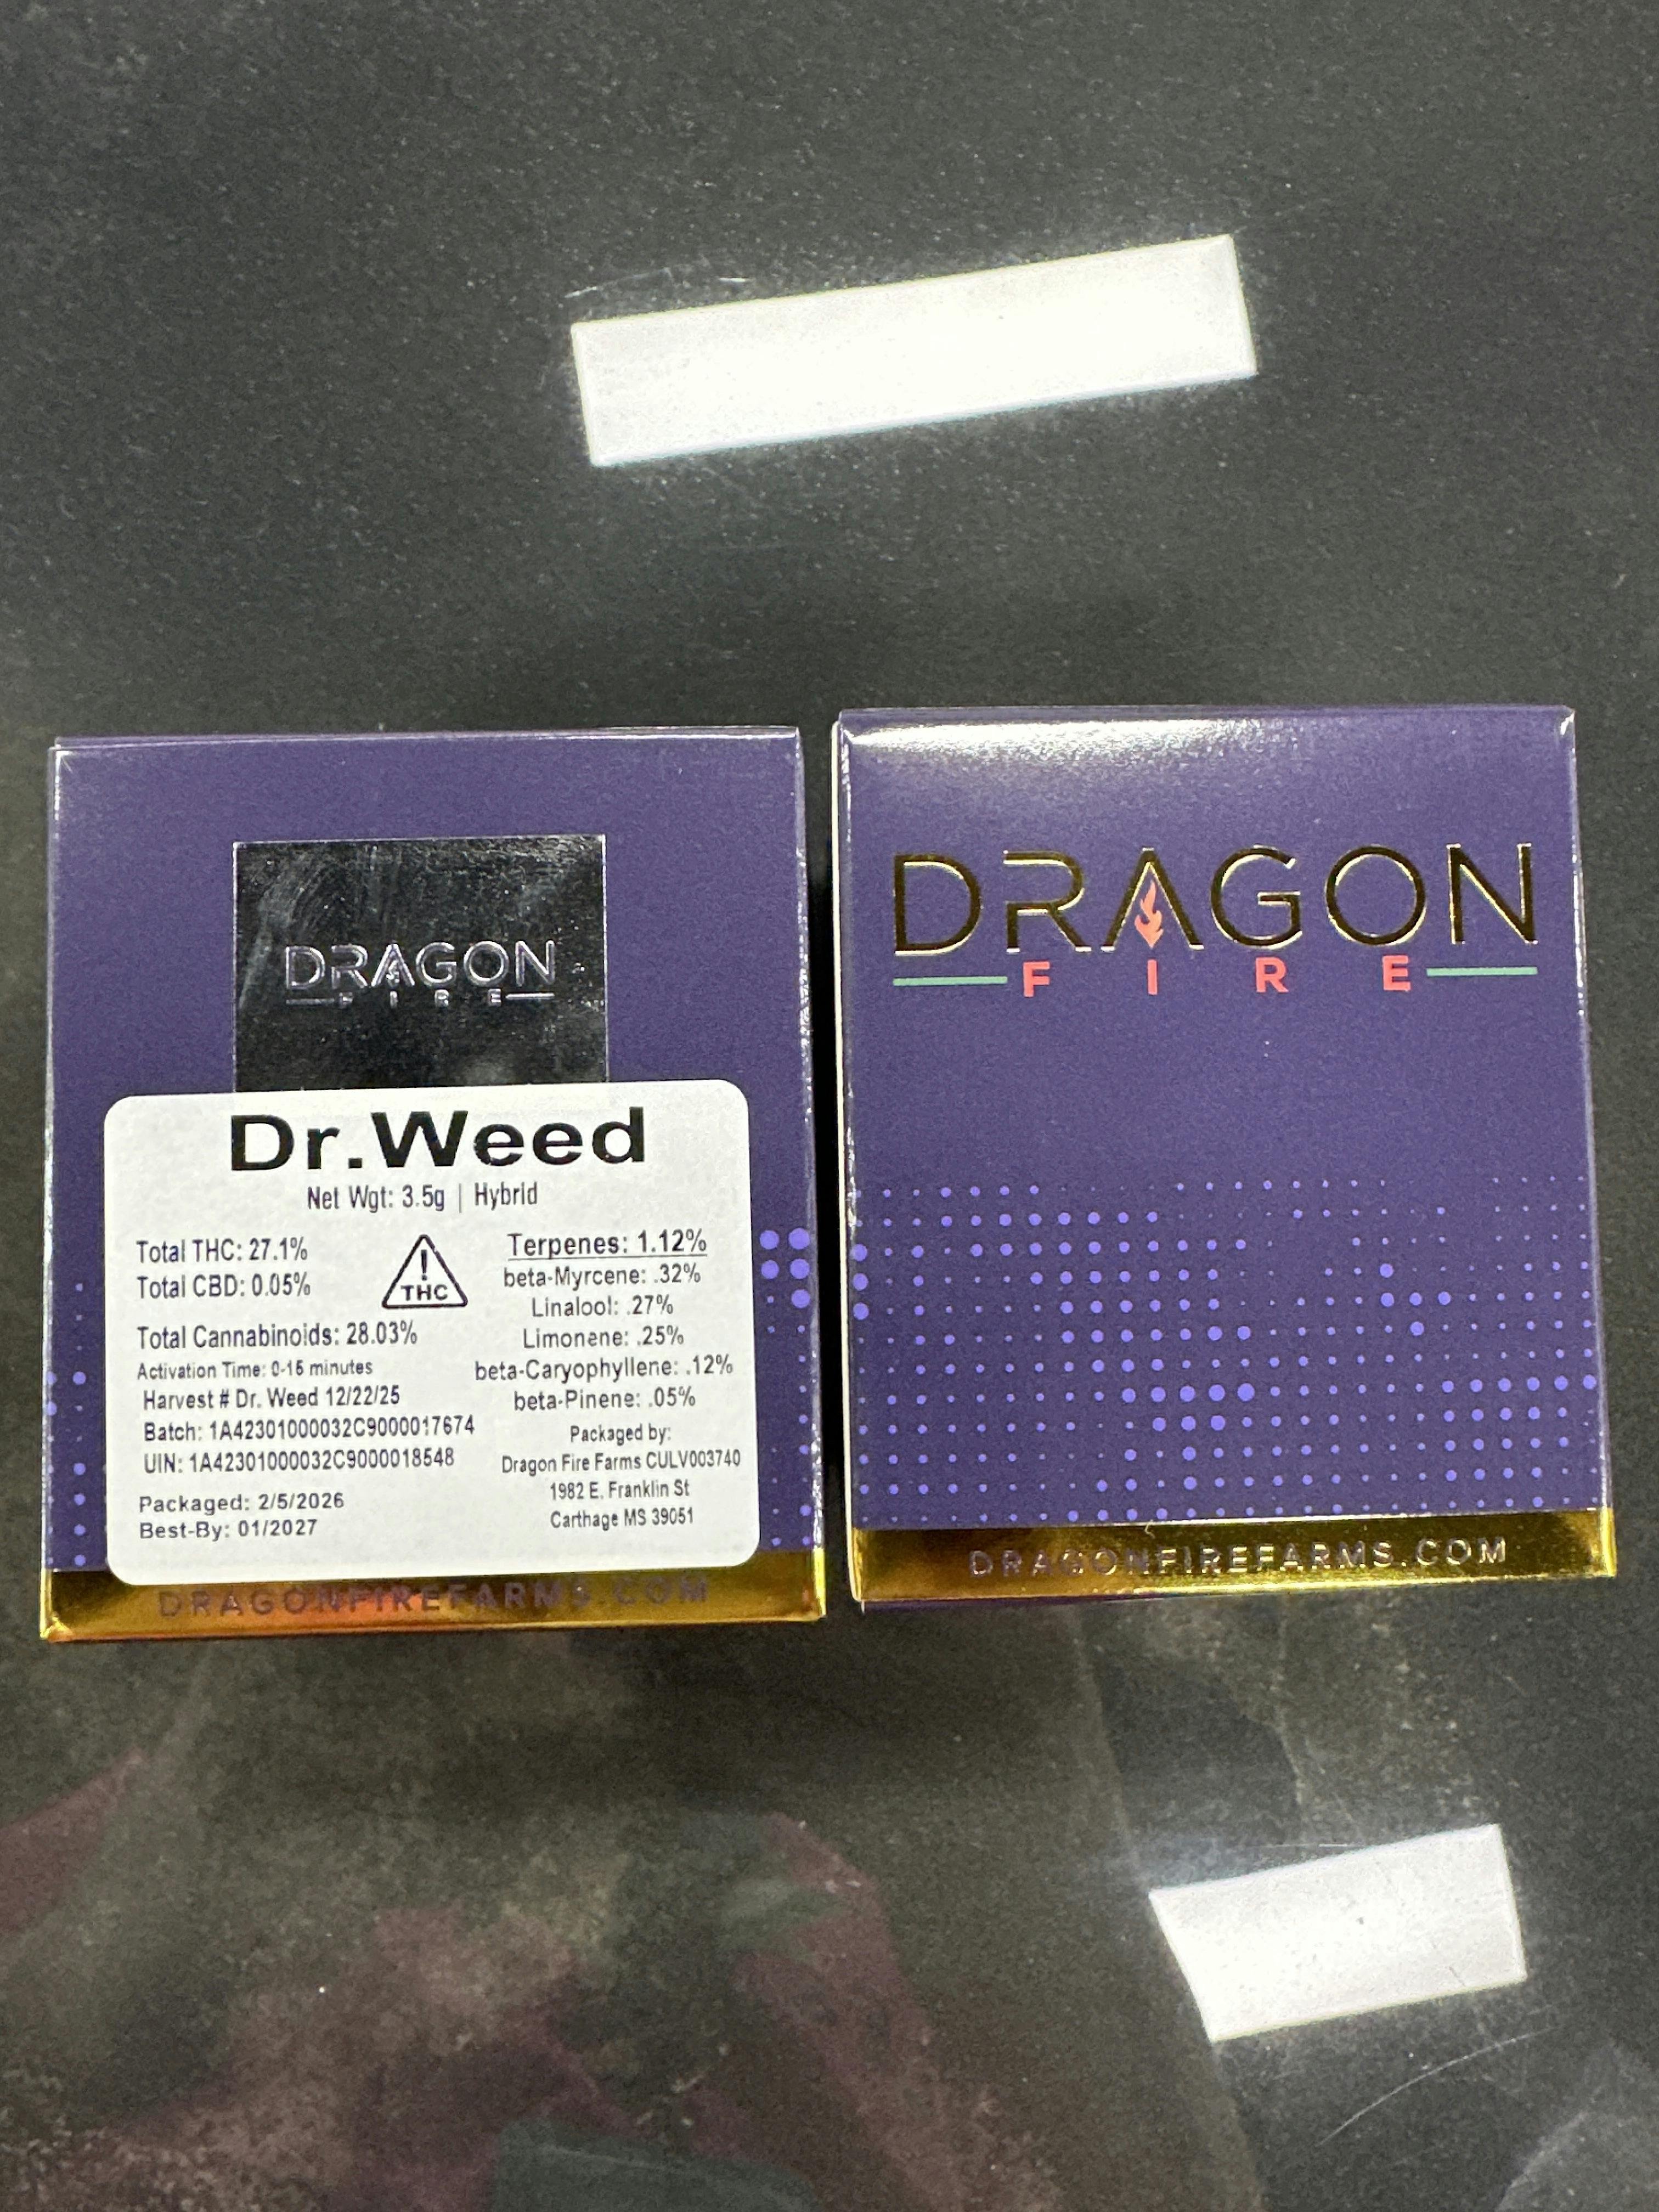 DRAGON
FIRE
Dr.Weed
Net Wgt: 3.5g | Hybrid
Total THC: 27.1%
Total CBD: 0.05%
Total Cannabinoids: 28.03%
Activation Time: 0-15 minutes
Harvest # Dr. Weed 12/22/25
Batch: 1A42301000032C9000017674
UIN: 1A42301000032C9000018548
Packaged: 2/5/2026
Best-By: 01/2027
THC
Terpenes: 1.12%
beta-Myrcene: .32%
Linalool: .27%
Limonene: .25%
beta-Caryophyllene: .12%
beta-Pinene: .05%
Packaged by:
Dragon Fire Farms CULV003740
1982 E. Franklin St
Carthage MS 39051
DRAGONFIREFARMS.COM
DRAGON
FIRE
DRAGONFIREFARMS.COM